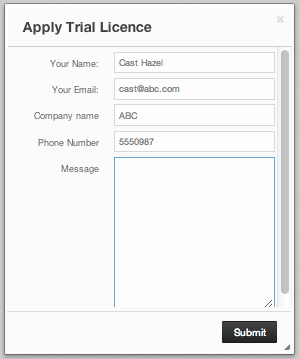 Apply Trial Licence
Your Name: Cast Hazel
Your Email: cast@abc.com
Company name ABC
Phone Number 5550987
Message
Submit